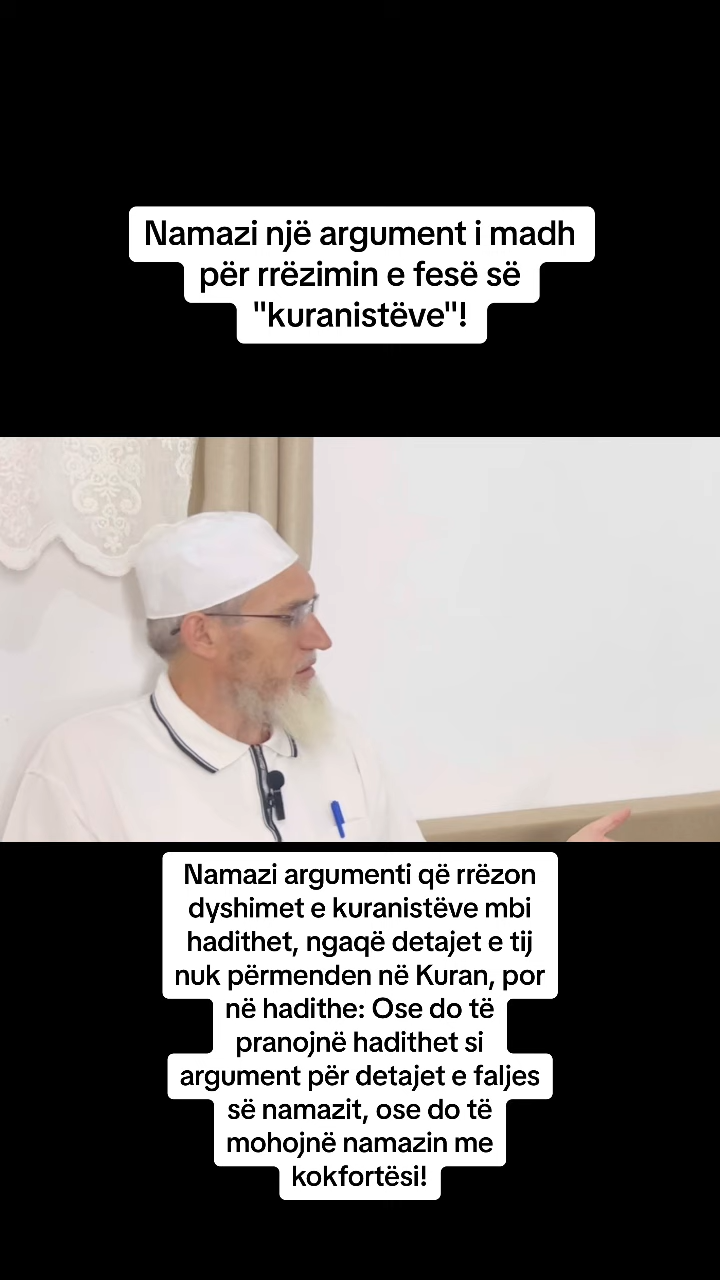 Namazi një argument i madh
për rrëzimin e fesë së
"kuranistëve"!
Namazi argumenti që rrëzon
dyshimet e kuranistëve mbi
hadithet, ngaqë detajet e tij
nuk përmenden në Kuran, por
në hadithe: Ose do të
pranojnë hadithet si
argument për detajet e faljes
së namazit, ose do të
mohojnë namazin me
kokfortësi!